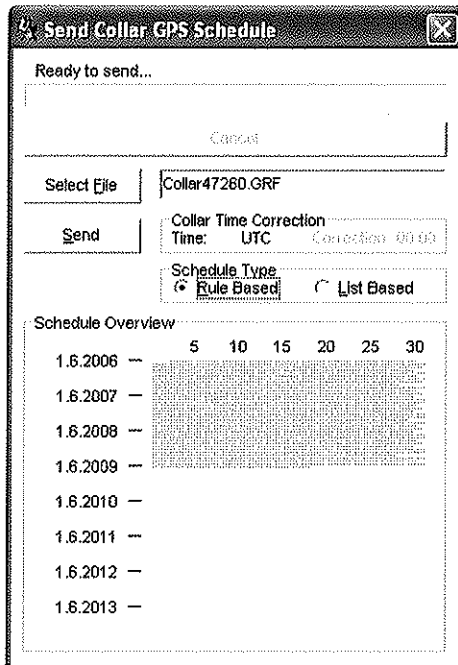 Send Collar GPS Schedule
Ready to send...
Cancel
Select File Collar47260.GRF
Collar Time Correction
Send Time: UTC Correction 00:00
Schedule Type
Rule Based List Based
Schedule Overview
5 10 15 20 25 30
1.6.2006
1.6.2007
1.6.2008
1.6.2009
1.6.2010
1.6.2011
1.6.2012
1.6.2013